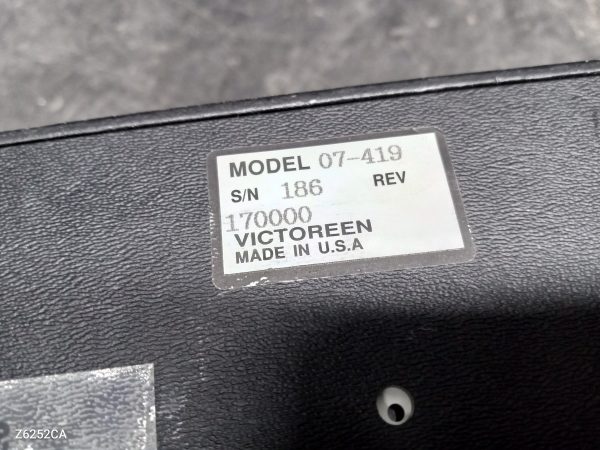 MODEL 07-419
S/N 186 REV
170000
VICTOREEN
MADE IN U.S.A
Z6252CA